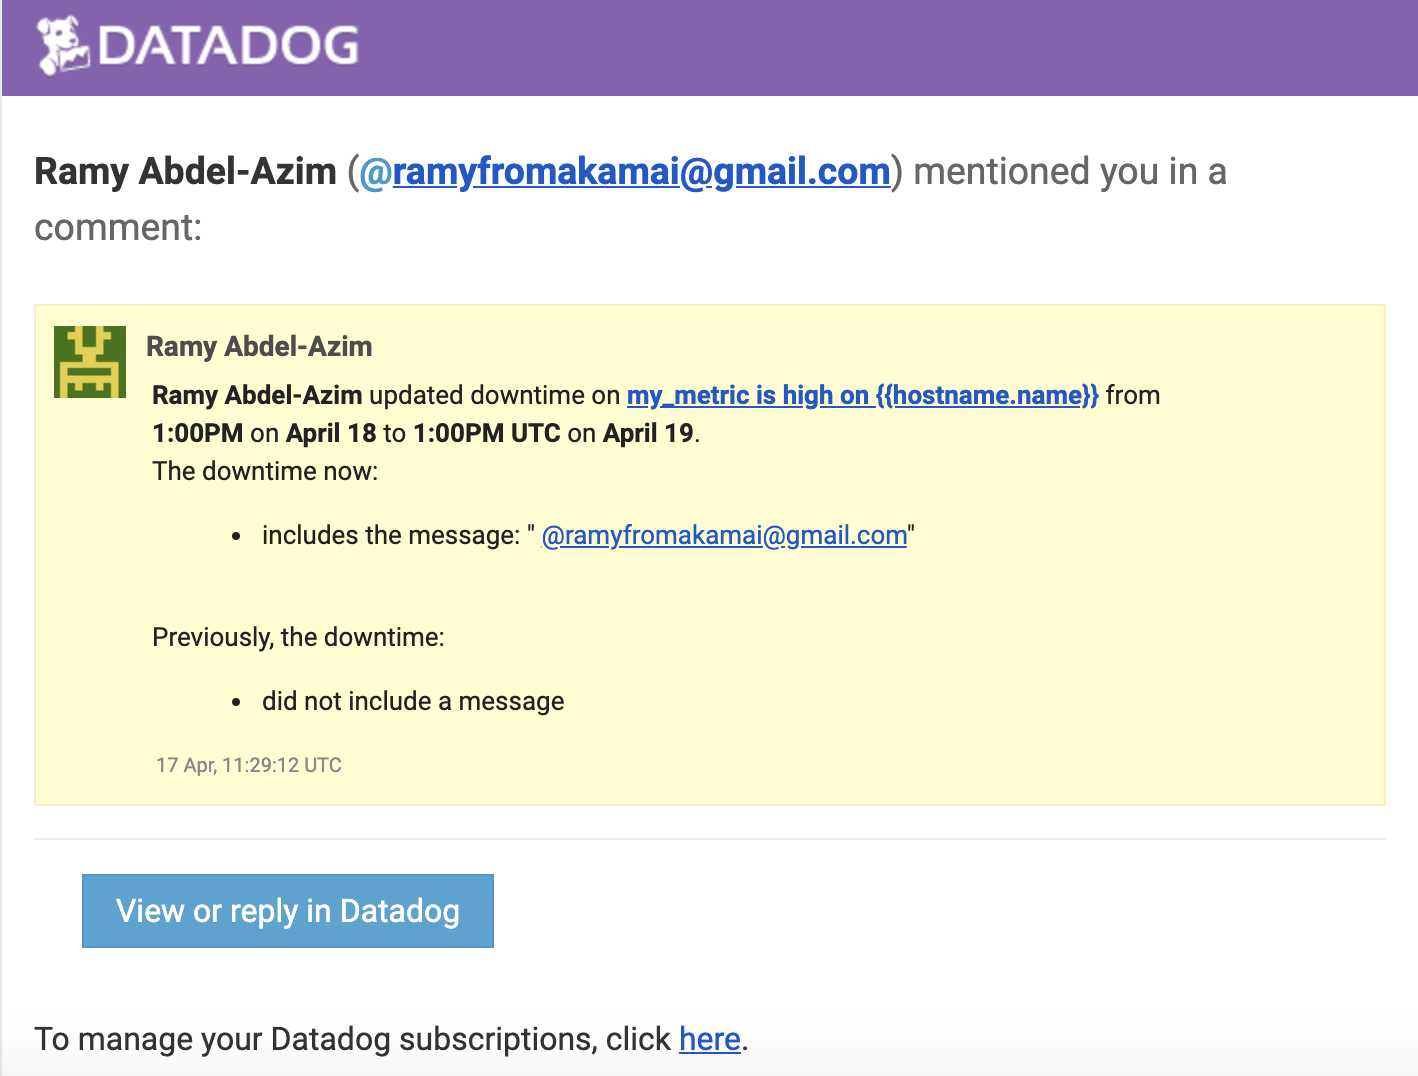 DATADOG
Ramy Abdel-Azim (@ramyfromakamai@gmail.com) mentioned you in a
comment:
Ramy Abdel-Azim
Ramy Abdel-Azim updated downtime on my_metric is high on {{hostname.name}} from
1:00PM on April 18 to 1:00PM UTC on April 19.
The downtime now:
• includes the message: " @ramyfromakamai@gmail.com"
Previously, the downtime:
• did not include a message
17 Apr, 11:29:12 UTC
View or reply in Datadog
To manage your Datadog subscriptions, click here.